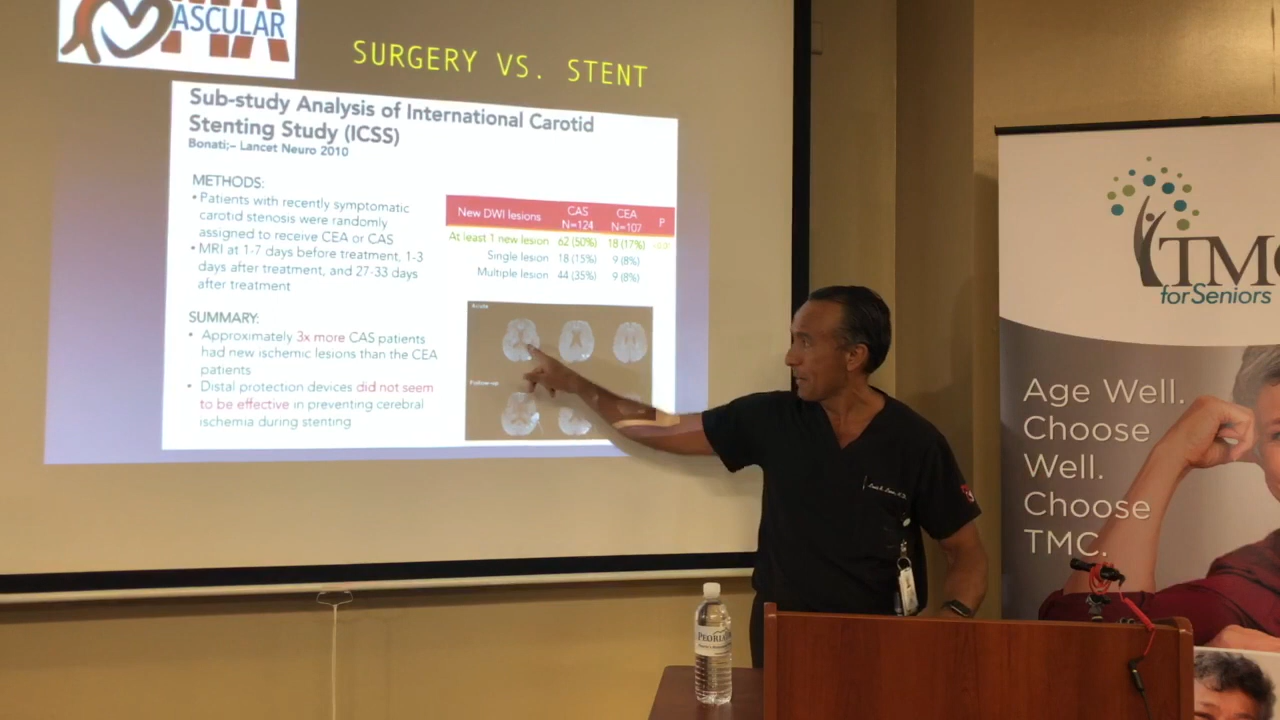 ASCULAR
SURGERY VS. STENT
Sub-study Analysis of International Carotid
Stenting Study (ICSS)
Bonati;– Lancet Neuro 2010
METHODS:
• Patients with recently symptomatic
carotid stenosis were randomly
assigned to receive CEA or CAS
• MRI at 1-7 days before treatment, 1-3
days after treatment, and 27-33 days
after treatment
SUMMARY:
• Approximately 3x more CAS patients
had new ischemic lesions than the CEA
patients
• Distal protection devices did not seem
to be effective in preventing cerebral
ischemia during stenting
New DWI lesions CAS N=124 CEA N=107 P
At least 1 new lesion 62 (50%) 18 (17%)
Single lesion 18 (15%) 9 (8%)
Multiple lesion 44 (35%) 9 (8%)
Acute
Follow-up
TMC
for Seniors
Age Well.
Choose
Well.
Choose
TMC.